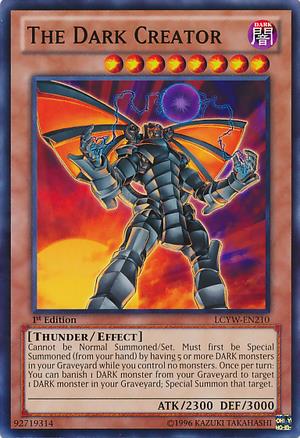 THE DARK CREATOR
DARK
闇
1st Edition
LCYW-EN210
[THUNDER/EFFECT]
Cannot be Normal Summoned/Set. Must first be Special
Summoned (from your hand) by having 5 or more DARK monsters
in your Graveyard while you control no monsters. Once per turn:
You can banish 1 DARK monster from your Graveyard to target
1 DARK monster in your Graveyard; Special Summon that target.
ATK/2300 DEF/3000
92719314
©1996 KAZUKI TAKAHASHI